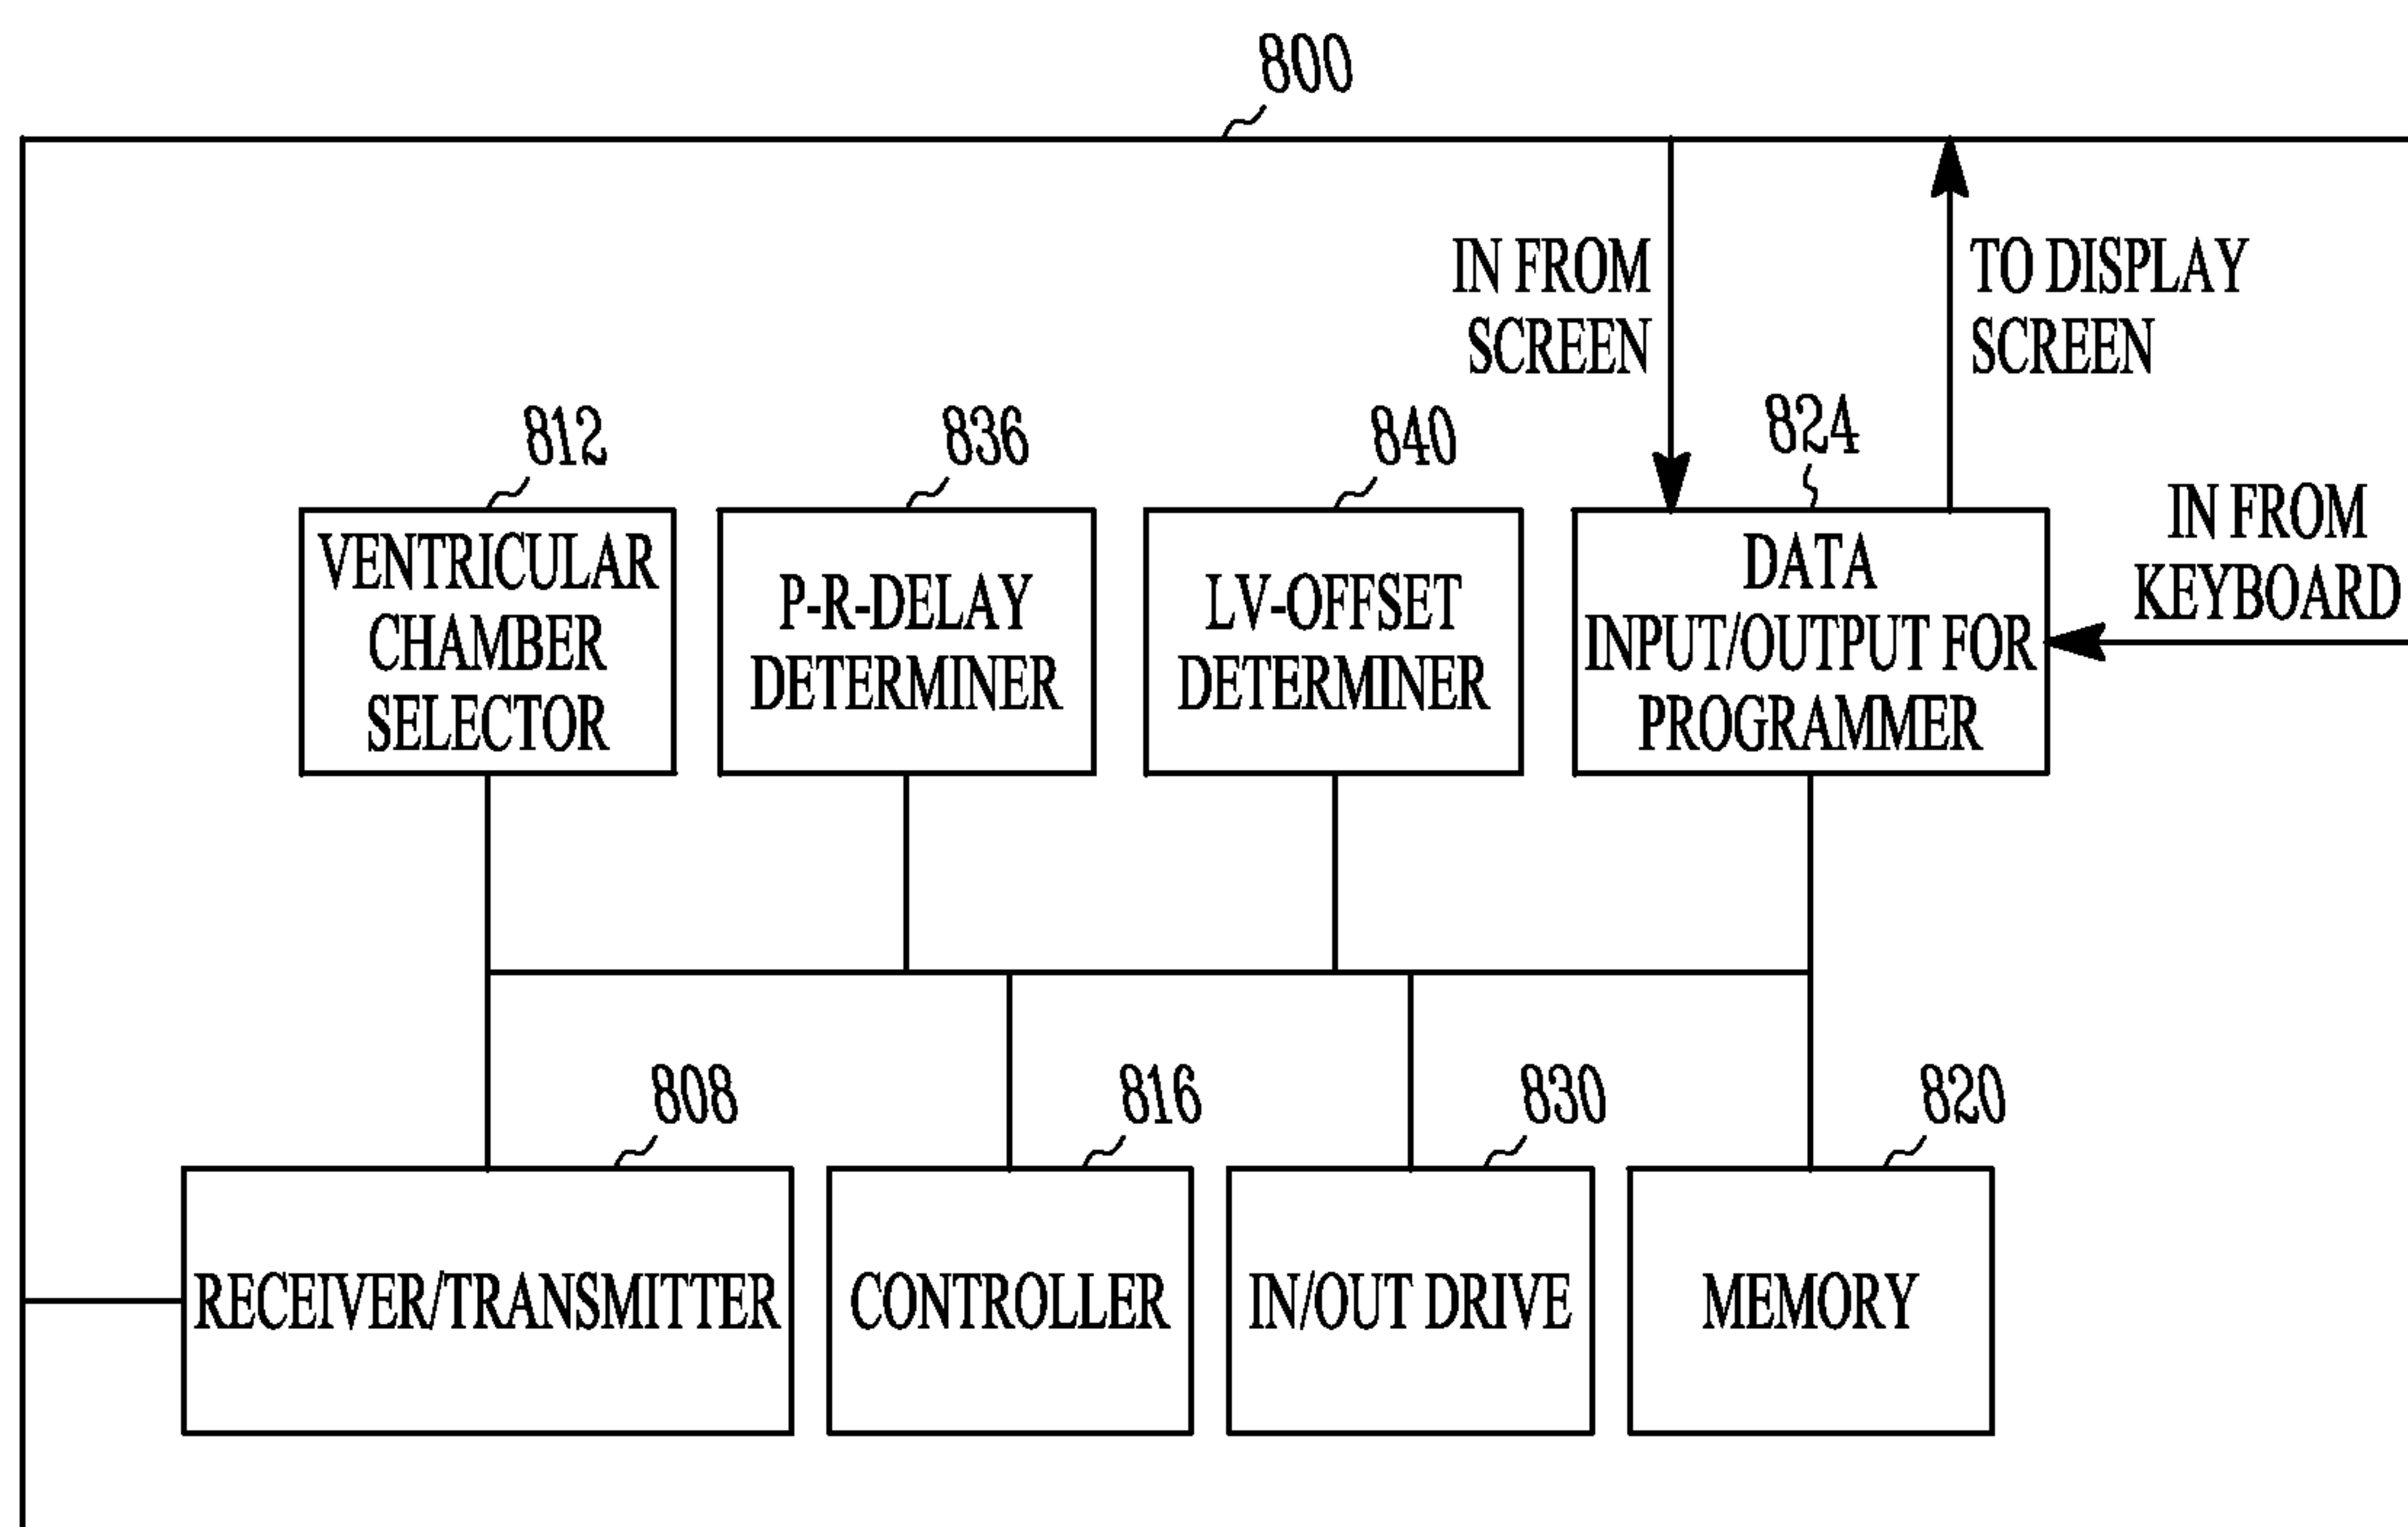 800
IN FROM
SCREEN
TO DISPLAY
SCREEN
812
836
840
824
VENTRICULAR
CHAMBER
SELECTOR
P-R-DELAY
DETERMINER
LV-OFFSET
DETERMINER
DATA
INPUT/OUTPUT FOR
PROGRAMMER
IN FROM
KEYBOARD
808
816
830
820
RECEIVER/TRANSMITTER
CONTROLLER
IN/OUT DRIVE
MEMORY